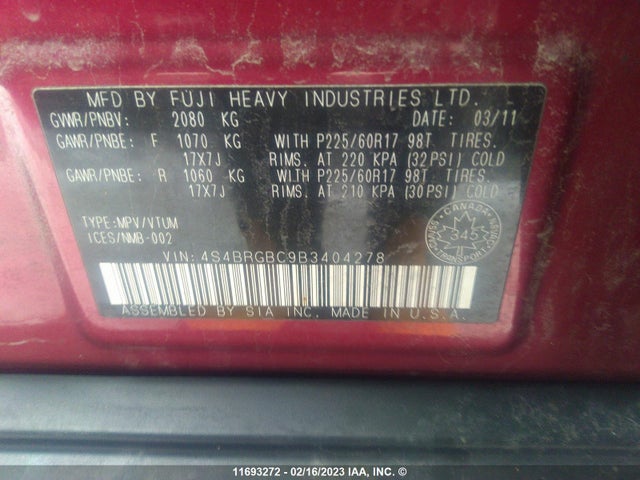 MFD BY FUJI HEAVY INDUSTRIES LTD.
GVWR/PNBV: 2080 KG DATE: 03/11
GAWR/PNBE: F 1070 KG WITH P225/60R17 98T TIRES.
17X7J RIMS. AT 220 KPA (32PSI) COLD
GAWR/PNBE: R 1060 KG WITH P225/60R17 98T TIRES.
17X7J RIMS. AT 210 KPA (30PSI) COLD
TYPE:MPV/VTUM
ICES/NMB-002
CANADA
345
TRANSPORT
VIN: 4S4BRGBC9B3404278
ASSEMBLED BY SIA INC. MADE IN U.S.A.
11693272 - 02/16/2023 IAA, INC. ©